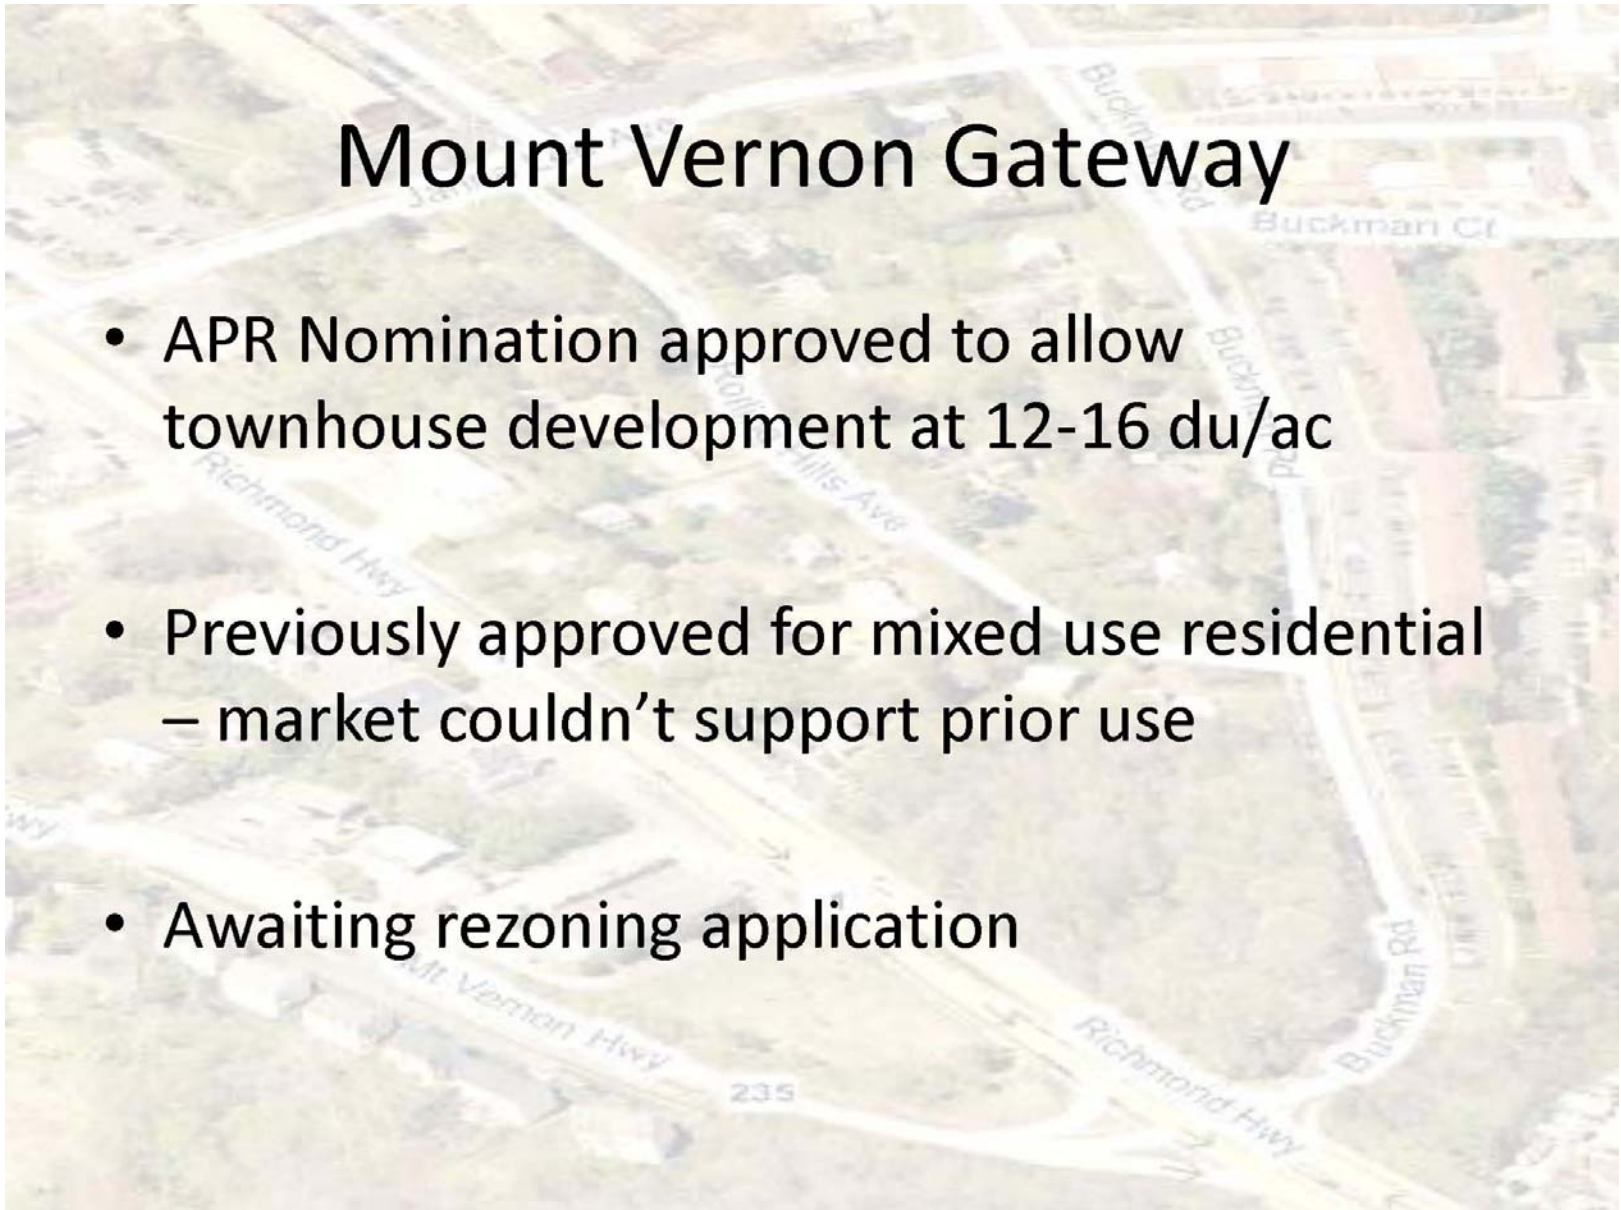 Mount Vernon Gateway
Buckman Ct
• APR Nomination approved to allow
townhouse development at 12-16 du/ac
Richmond Hwy
• Previously approved for mixed use residential
– market couldn't support prior use
• Awaiting rezoning application
Mt Vernon Hwy
235
Richmond Hwy
Buckman Rd